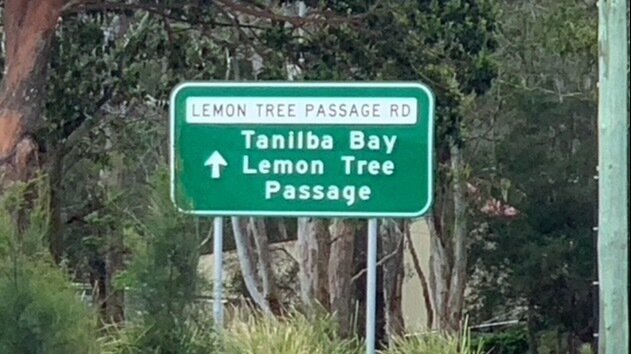 LEMON TREE PASSAGE RD
Tanilba Bay
Lemon Tree
Passage